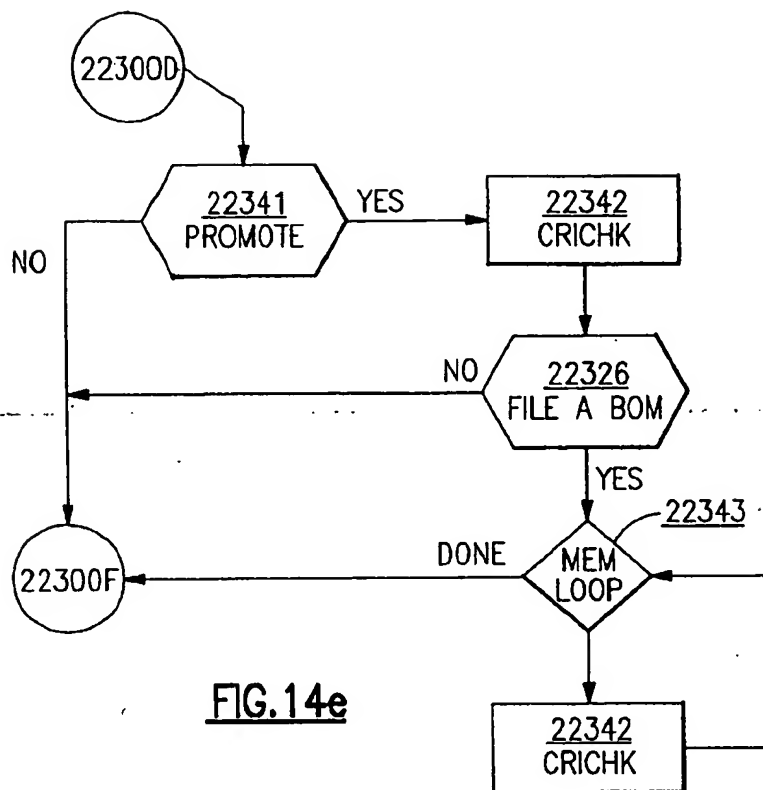 22300D
22341
PROMOTE
YES
22342
CRICHK
NO
NO
22326
FILE A BOM
YES
22343
DONE
MEM
LOOP
22300F
FIG.14e
22342
CRICHK